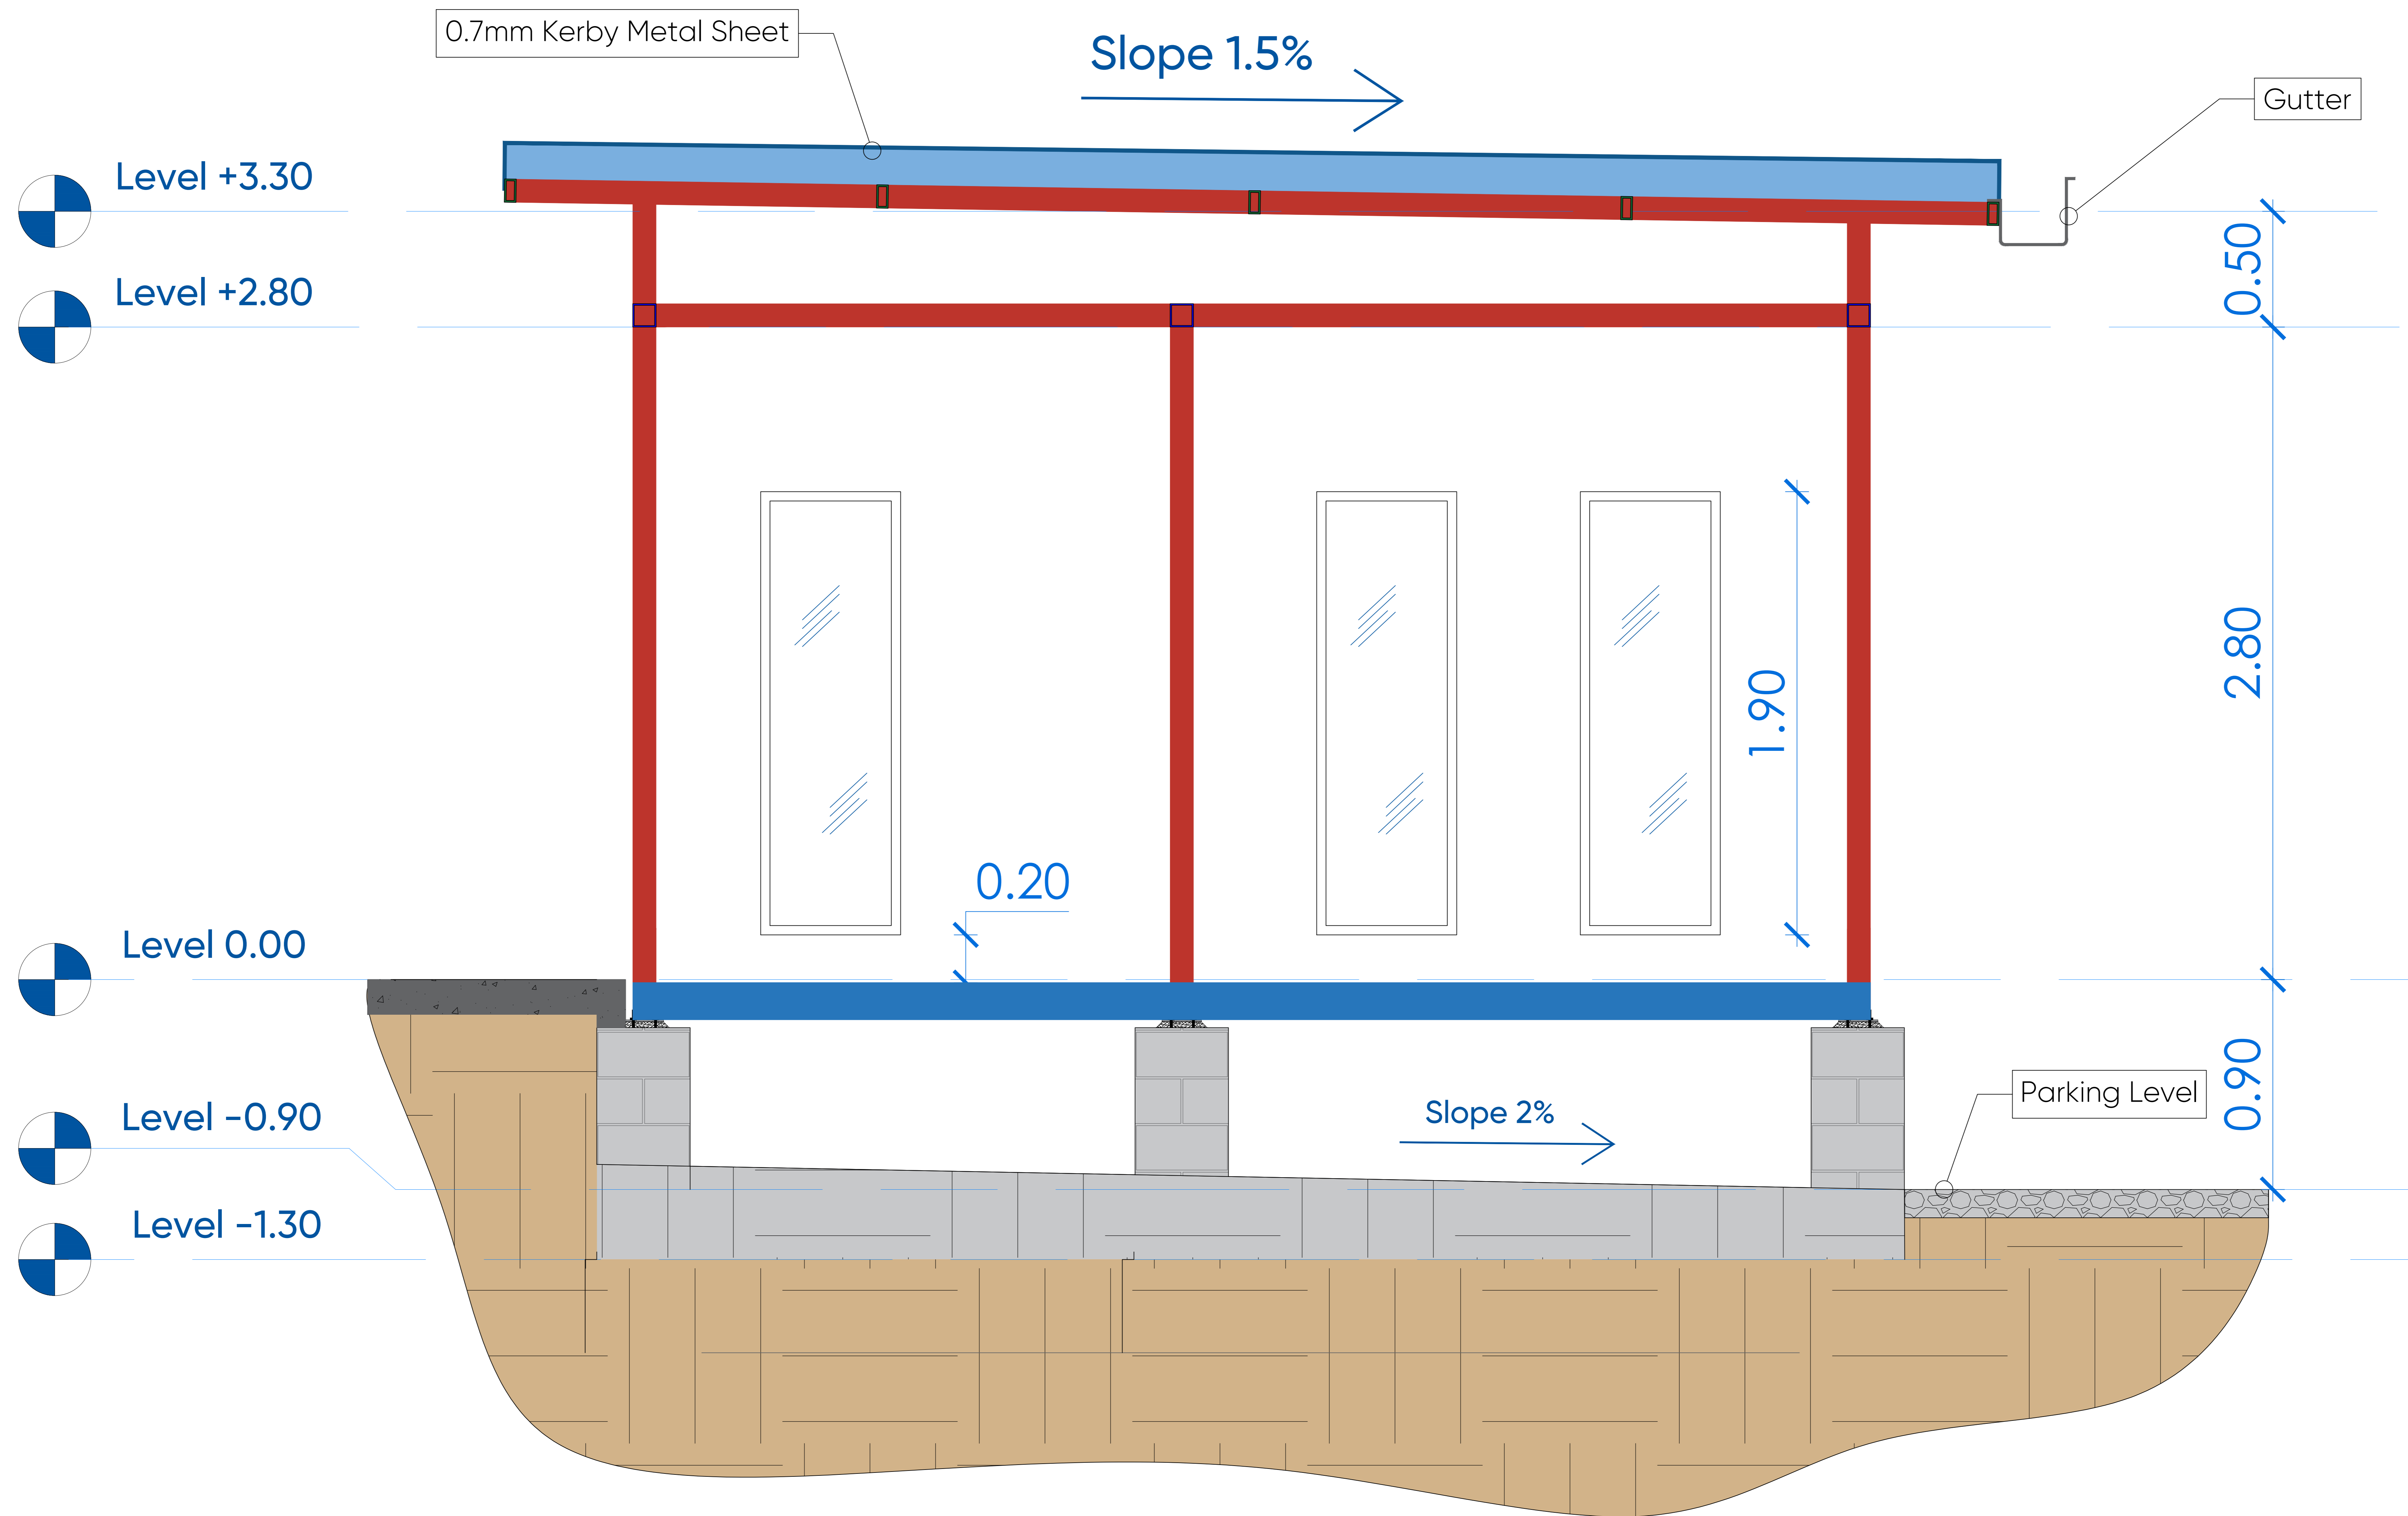 0.7mm Kerby Metal Sheet
Slope 1.5%
Gutter
Level +3.30
0.50
Level +2.80
2.80
1.90
0.20
Level 0.00
0.90
Parking Level
Level -0.90
Slope 2%
Level -1.30